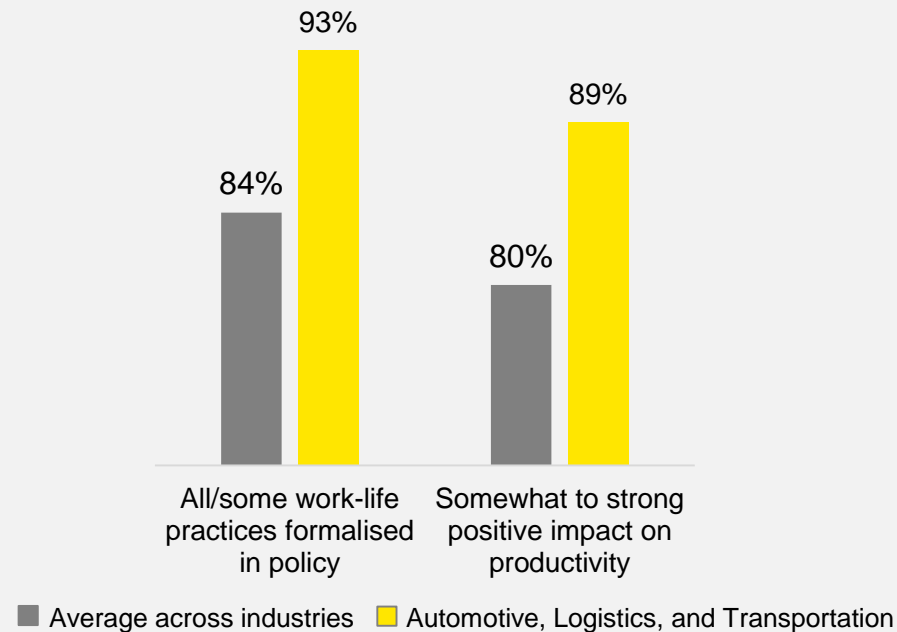 93%
89%
84%
80%
All/some work-life
practices formalised
in policy
Somewhat to strong
positive impact on
productivity
Average across industries
Automotive, Logistics, and Transportation